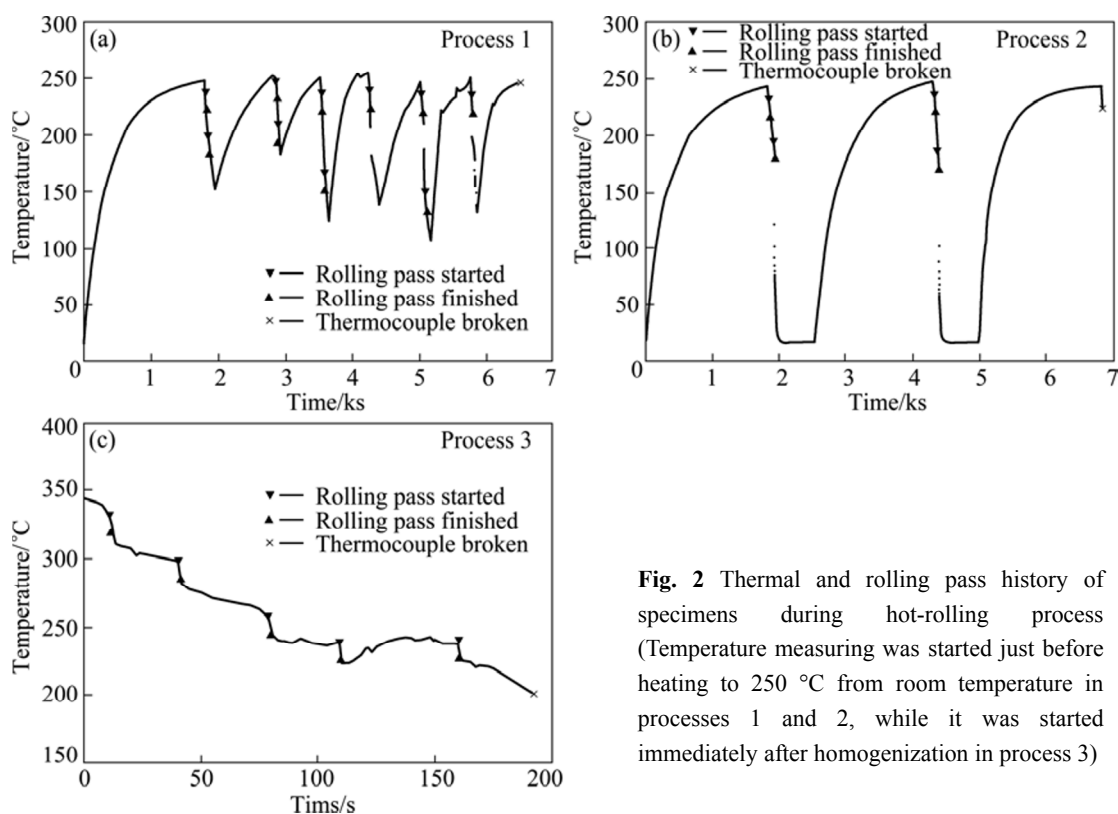 (a)
Process 1
300
250
200
150
100
50
0
Temperature/°C
Rolling pass started
Rolling pass finished
Thermocouple broken
1 2 3 4 5 6 7
Time/ks
(b)
Rolling pass started
Rolling pass finished
Thermocouple broken
Process 2
300
250
200
150
100
50
0
Temperature/°C
1 2 3 4 5 6 7
Time/ks
(c)
Process 3
400
350
300
250
200
150
Temperature/°C
Rolling pass started
Rolling pass finished
Thermocouple broken
0 50 100 150 200
Tims/s
Fig. 2 Thermal and rolling pass history of
specimens during hot-rolling process
(Temperature measuring was started just before
heating to 250 °C from room temperature in
processes 1 and 2, while it was started
immediately after homogenization in process 3)